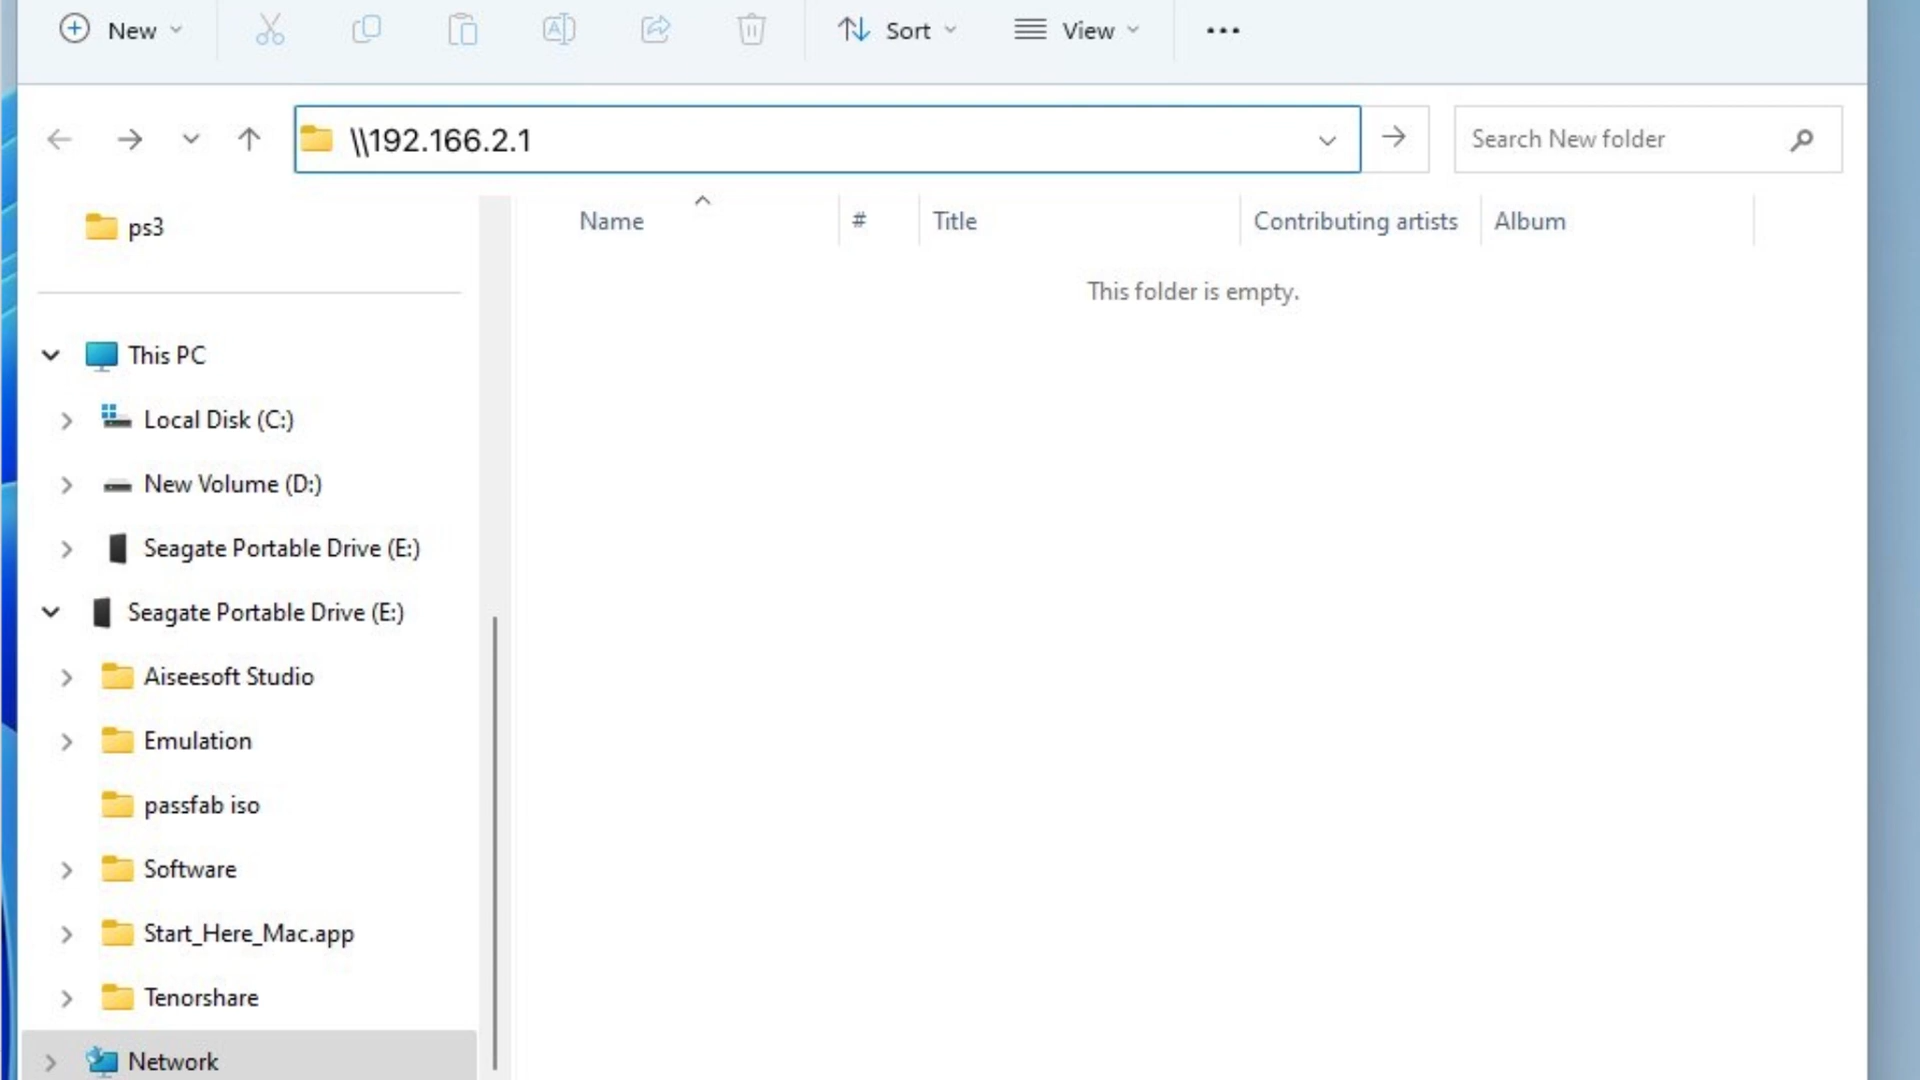 New Sort View
\\192.166.2.1
Search New folder
Name # Title Contributing artists Album
This folder is empty.
ps3
This PC
Local Disk (C:)
New Volume (D:)
Seagate Portable Drive (E:)
Seagate Portable Drive (E:)
Aiseesoft Studio
Emulation
passfab iso
Software
Start_Here_Mac.app
Tenorshare
Network